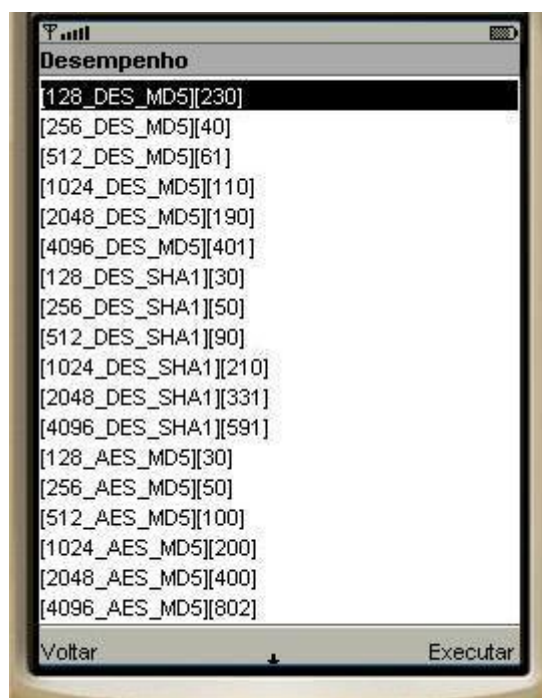 Desempenho
[128_DES_MD5][230]
[256_DES_MD5][40]
[512_DES_MD5][61]
[1024_DES_MD5][110]
[2048_DES_MD5][190]
[4096_DES_MD5][401]
[128_DES_SHA1][30]
[256_DES_SHA1][50]
[512_DES_SHA1][90]
[1024_DES_SHA1][210]
[2048_DES_SHA1][331]
[4096_DES_SHA1][591]
[128_AES_MD5][30]
[256_AES_MD5][50]
[512_AES_MD5][100]
[1024_AES_MD5][200]
[2048_AES_MD5][400]
[4096_AES_MD5][802]
Voltar Executar